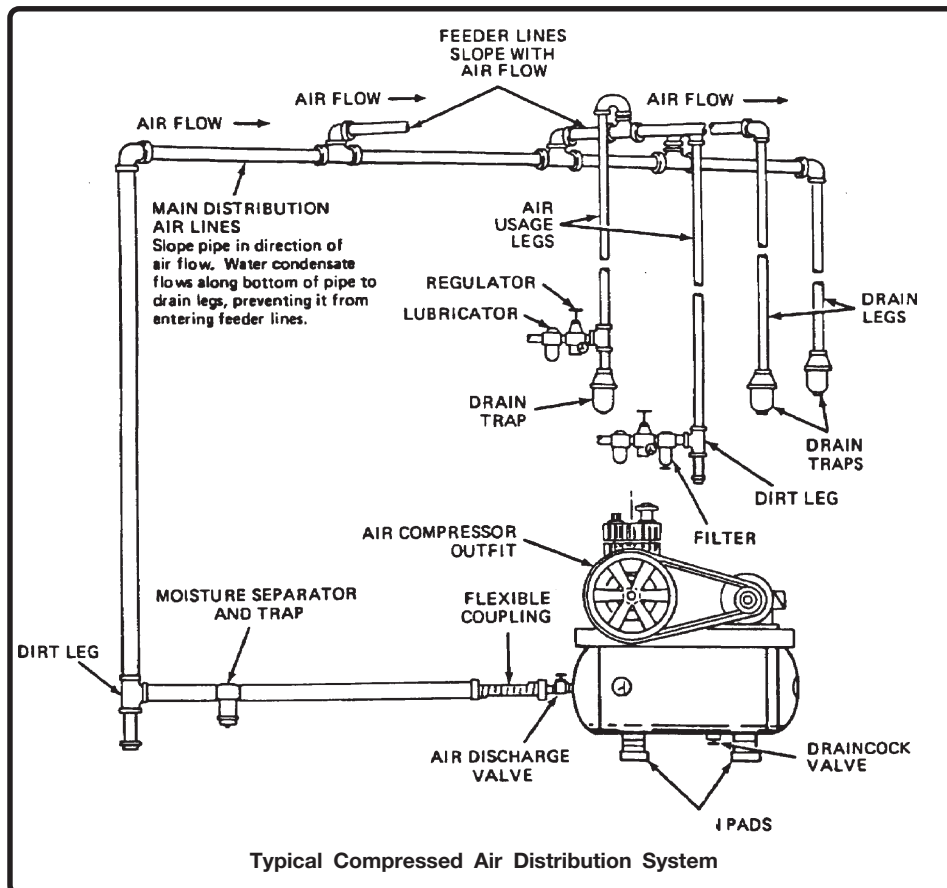 FEEDER LINES
SLOPE WITH
AIR FLOW
AIR FLOW
AIR FLOW
AIR FLOW
MAIN DISTRIBUTION
AIR LINES
Slope pipe in direction of
air flow. Water condensate
flows along bottom of pipe to
drain legs, preventing it from
entering feeder lines.
AIR
USAGE
LEGS
REGULATOR
LUBRICATOR
DRAIN
LEGS
DRAIN
TRAP
DRAIN
TRAPS
DIRT LEG
FILTER
AIR COMPRESSOR
OUTFIT
MOISTURE SEPARATOR
AND TRAP
FLEXIBLE
COUPLING
DIRT LEG
AIR DISCHARGE
VALVE
DRAINCOCK
VALVE
PADS
Typical Compressed Air Distribution System